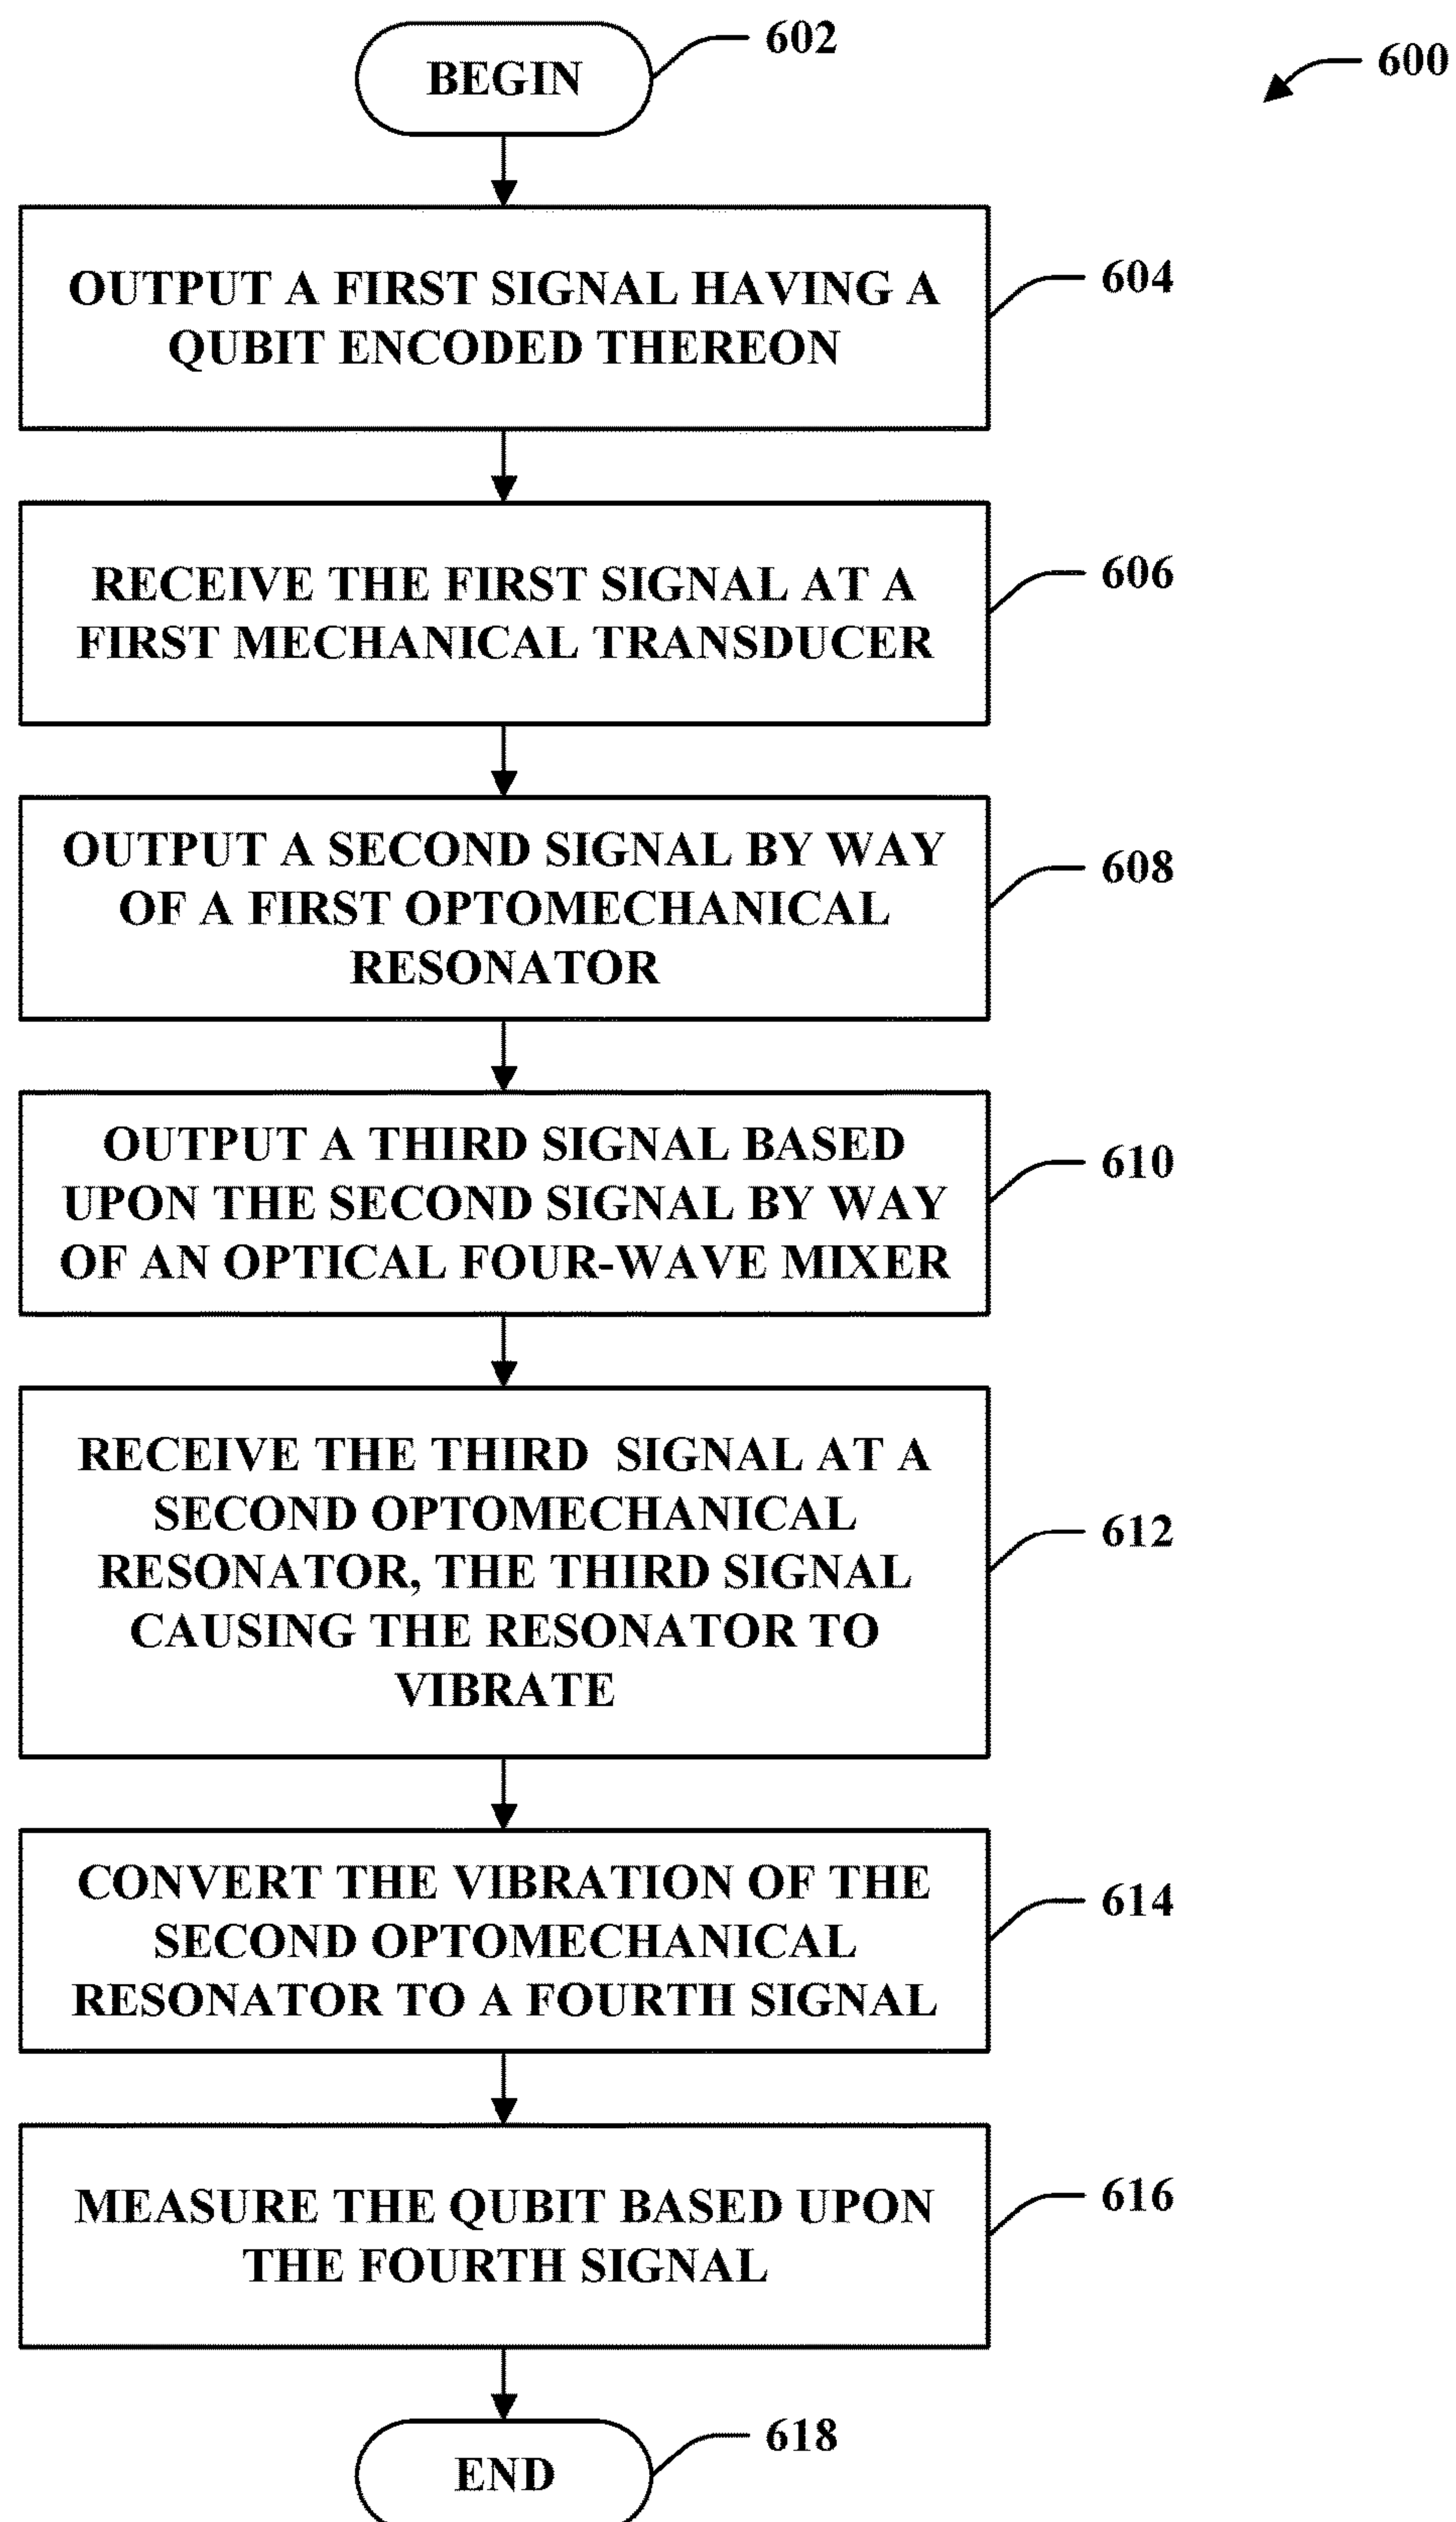 BEGIN
602
600
OUTPUT A FIRST SIGNAL HAVING A
QUBIT ENCODED THEREON
604
RECEIVE THE FIRST SIGNAL AT A
FIRST MECHANICAL TRANSDUCER
606
OUTPUT A SECOND SIGNAL BY WAY
OF A FIRST OPTOMECHANICAL
RESONATOR
608
OUTPUT A THIRD SIGNAL BASED
UPON THE SECOND SIGNAL BY WAY
OF AN OPTICAL FOUR-WAVE MIXER
610
RECEIVE THE THIRD SIGNAL AT A
SECOND OPTOMECHANICAL
RESONATOR, THE THIRD SIGNAL
CAUSING THE RESONATOR TO
VIBRATE
612
CONVERT THE VIBRATION OF THE
SECOND OPTOMECHANICAL
RESONATOR TO A FOURTH SIGNAL
614
MEASURE THE QUBIT BASED UPON
THE FOURTH SIGNAL
616
END
618